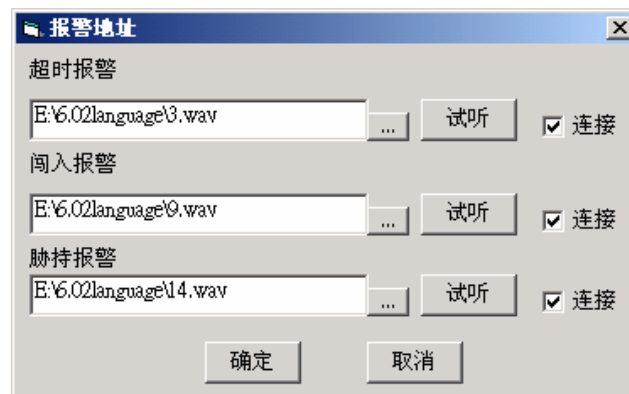 报警地址
超时报警
E:\6.02language\3.wav ... 试听 连接
闯入报警
E:\6.02language\9.wav ... 试听 连接
胁持报警
E:\6.02language\14.wav ... 试听 连接
确定 取消